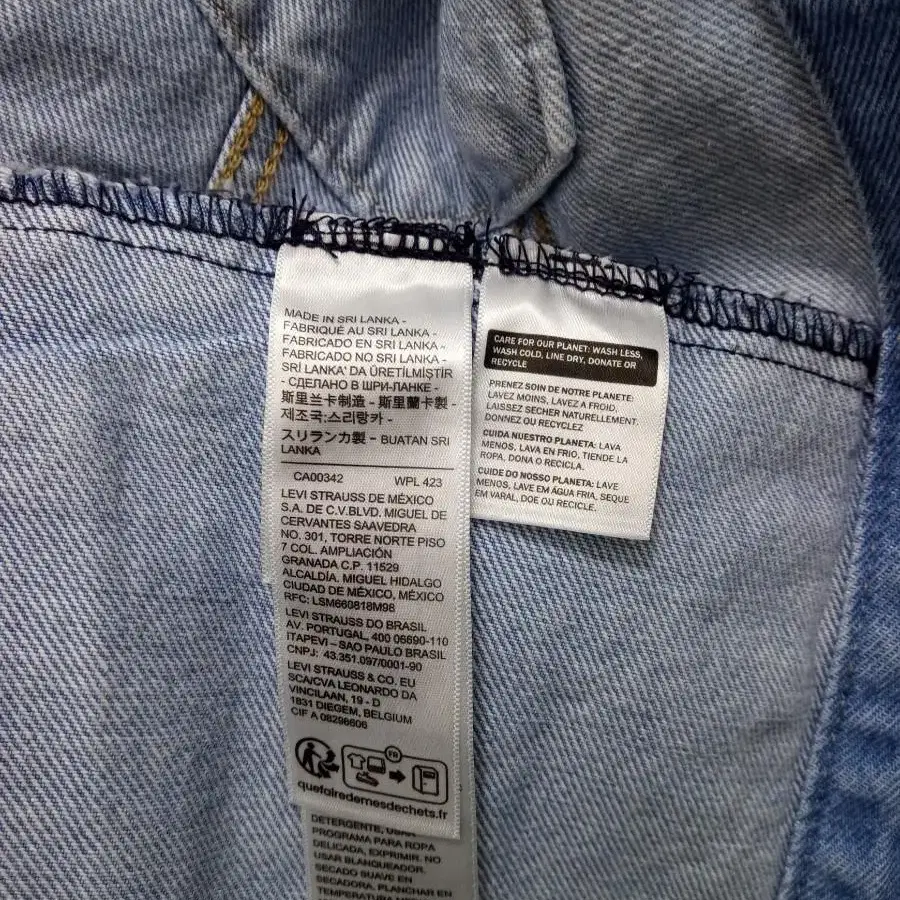 MADE IN SRI LANKA -
FABRIQUÉ AU SRI LANKA -
FABRICADO EN SRI LANKA -
FABRICADO NO SRI LANKA -
SRİ LANKA' DA ÜRETİLMİŞTİR
- СДЕЛАНО В ШРИ-ЛАНКЕ -
斯里兰卡制造 - 斯里蘭卡製 -
제조국:스리랑카 -
スリランカ製 - BUATAN SRI
LANKA
CA00342 WPL 423
LEVI STRAUSS DE MÉXICO
S.A. DE C.V.BLVD. MIGUEL DE
CERVANTES SAAVEDRA
NO. 301, TORRE NORTE PISO
7 COL. AMPLIACIÓN
GRANADA C.P. 11529
ALCALDÍA. MIGUEL HIDALGO
CIUDAD DE MÉXICO, MÉXICO
RFC: LSM660818M98
LEVI STRAUSS DO BRASIL
AV. PORTUGAL, 400 06690-110
ITAPEVI – SAO PAULO BRASIL
CNPJ: 43.351.097/0001-90
LEVI STRAUSS & CO. EU
SCA/CVA LEONARDO DA
VINCILAAN, 19 - D
1831 DIEGEM, BELGIUM
CIF A 08298606
FR
quefairedemesdechets.fr
DETERGENTE, USAR
PROGRAMA PARA ROPA
DELICADA, EXPRIMIR. NO
USAR BLANQUEADOR.
SECADO SUAVE EN
SECADORA. PLANCHAR EN
CARE FOR OUR PLANET: WASH LESS,
WASH COLD, LINE DRY, DONATE OR
RECYCLE
PRENEZ SOIN DE NOTRE PLANETE:
LAVEZ MOINS, LAVEZ A FROID,
LAISSEZ SECHER NATURELLEMENT.
DONNEZ OU RECYCLEZ
CUIDA NUESTRO PLANETA: LAVA
MENOS, LAVA EN FRIO, TIENDE LA
ROPA, DONA O RECICLA.
CUIDE DO NOSSO PLANETA: LAVE
MENOS, LAVE EM ÁGUA FRIA, SEQUE
EM VARAL, DOE OU RECICLE.